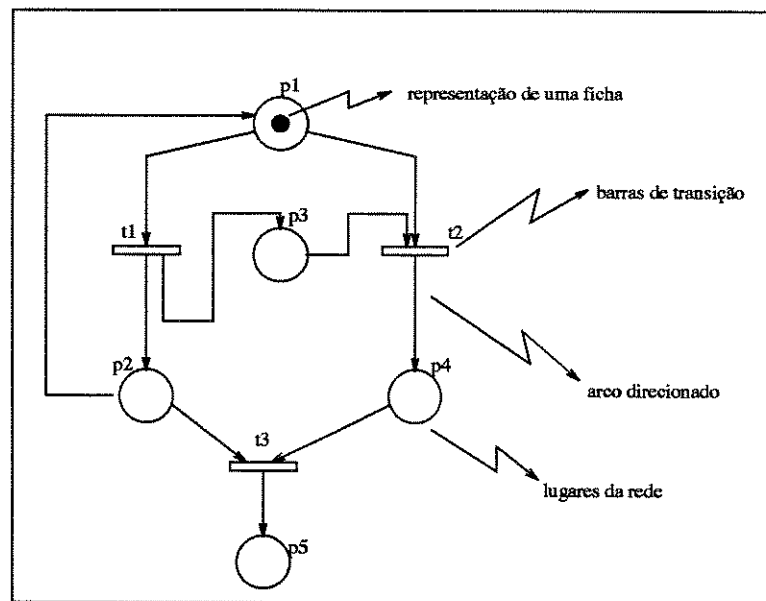 p1
representação de uma ficha
barras de transição
t1
p3
t2
p2
p4
arco direcionado
t3
lugares da rede
p5